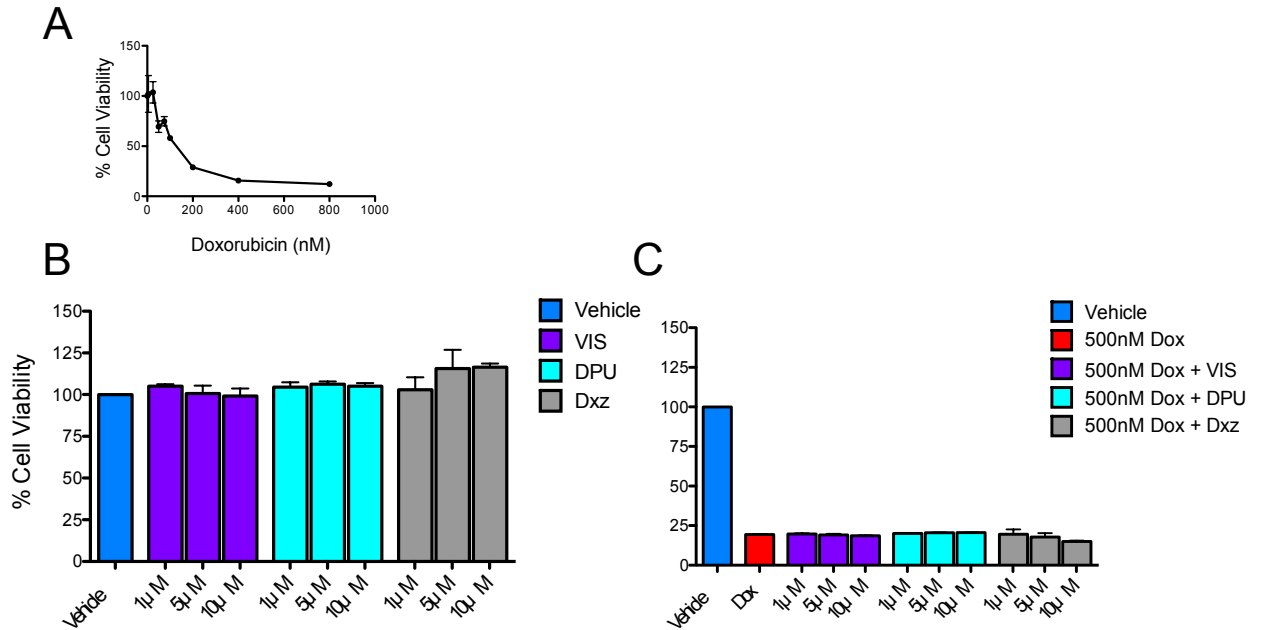 A
150
100
50
0
% Cell Viability
0 200 400 600 800 1000
Doxorubicin (nM)
B
150
125
100
75
50
25
0
% Cell Viability
Vehicle
1µ M
5µ M
10µ M
1µ M
5µ M
10µ M
1µ M
5µ M
10µ M
Vehicle
VIS
DPU
Dxz
C
150
125
100
75
50
25
0
Vehicle
Dox
1µ M
5µ M
10µ M
1µ M
5µ M
10µ M
1µ M
5µ M
10µ M
Vehicle
500nM Dox
500nM Dox + VIS
500nM Dox + DPU
500nM Dox + Dxz